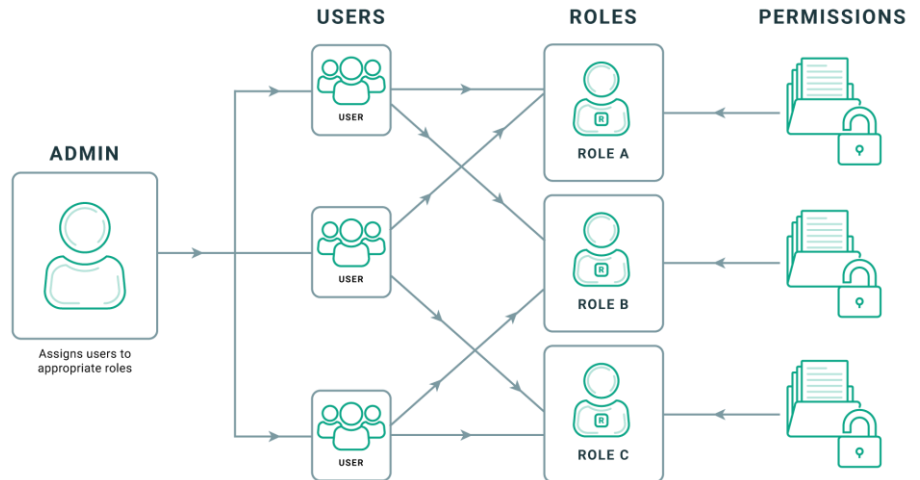 USERS
ROLES
PERMISSIONS
ADMIN
Assigns users to
appropriate roles
USER
USER
USER
R
ROLE A
R
ROLE B
R
ROLE C